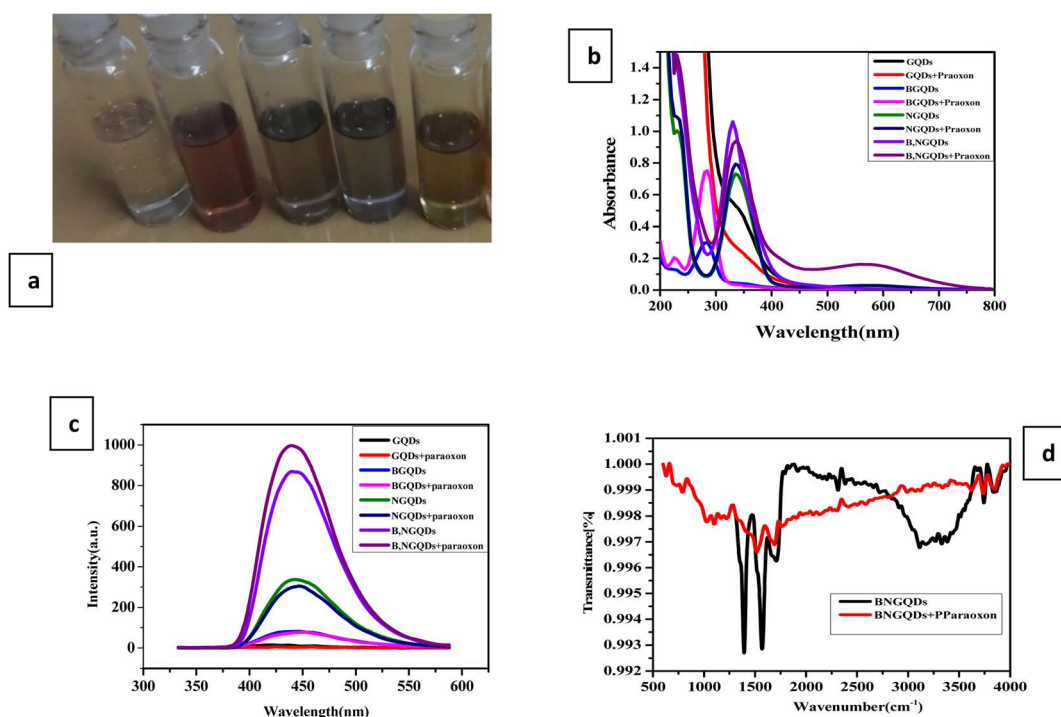 a
b
1.4
1.2
1.0
0.8
0.6
0.4
0.2
0.0
Absorbance
GQDs
GQDs+Praoxon
BGQDs
BGQDs+Praoxon
NGQDs
NGQDs+Praoxon
B,NGQDs
B,NGQDs+Praoxon
200 300 400 500 600 700 800
Wavelength(nm)
c
1000
800
600
400
200
0
Intensity(a.u.)
GQDs
GQDs+paraoxon
BGQDs
BGQDs+paraoxon
NGQDs
NGQDs+paraoxon
B,NGQDs
B,NGQDs+paraoxon
300 350 400 450 500 550 600
Wavelength(nm)
d
1.001
1.000
0.999
0.998
0.997
0.996
0.995
0.994
0.993
0.992
Transmittance[%]
BNGQDs
BNGQDs+PParaoxon
500 1000 1500 2000 2500 3000 3500 4000
Wavenumber(cm⁻¹)